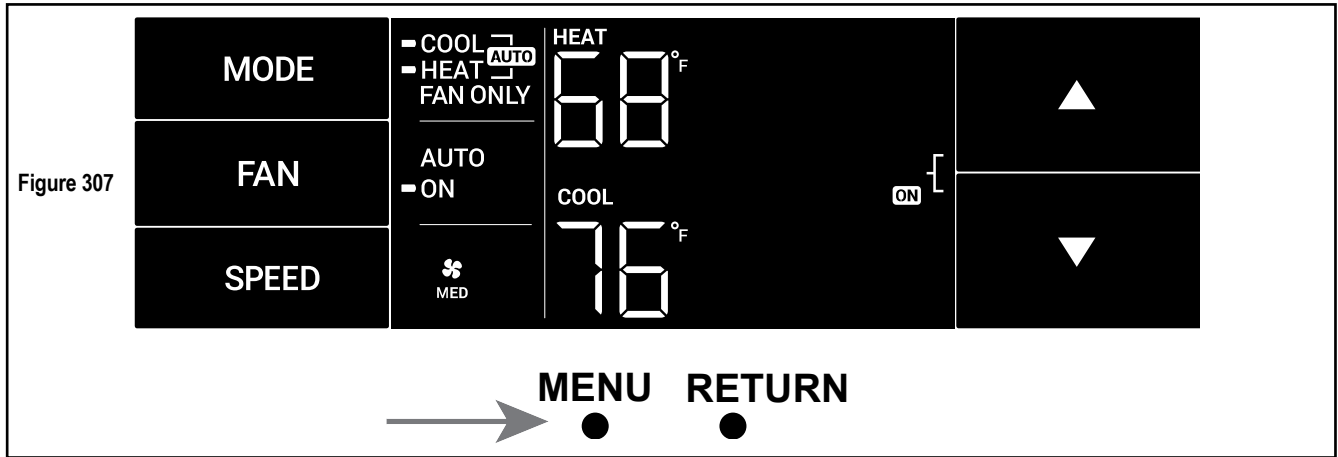 Figure 307
MODE
FAN
SPEED
COOL
AUTO
HEAT
FAN ONLY
AUTO
ON
MED
HEAT
68°F
COOL
76°F
ON
MENU RETURN